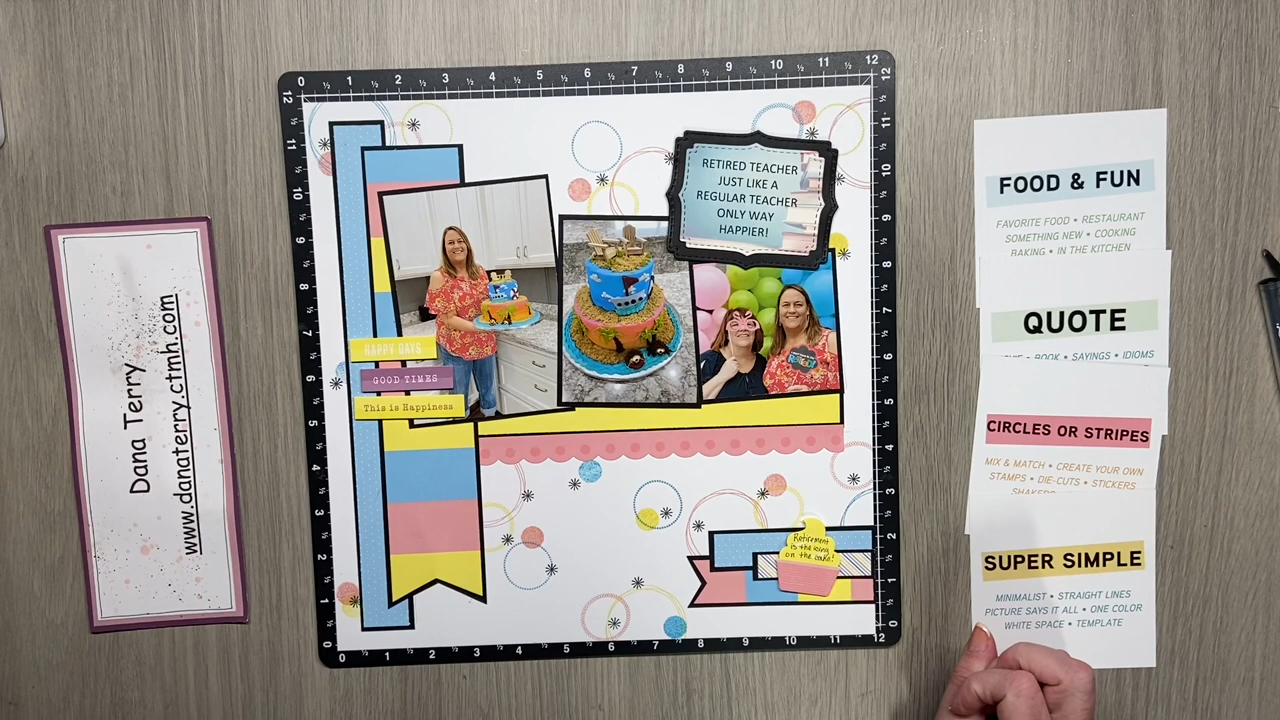 Dana Terry
www.danaterry.ctmh.com
RETIRED TEACHER
JUST LIKE A
REGULAR TEACHER
ONLY WAY
HAPPIER!
HAPPY DAYS
GOOD TIMES
This is Happiness
Retirement
is the icing
on the cake!
FOOD & FUN
FAVORITE FOOD • RESTAURANT
SOMETHING NEW • COOKING
BAKING • IN THE KITCHEN
QUOTE
• BOOK • SAYINGS • IDIOMS
CIRCLES OR STRIPES
MIX & MATCH • CREATE YOUR OWN
STAMPS • DIE-CUTS • STICKERS
SUPER SIMPLE
MINIMALIST • STRAIGHT LINES
PICTURE SAYS IT ALL • ONE COLOR
WHITE SPACE • TEMPLATE